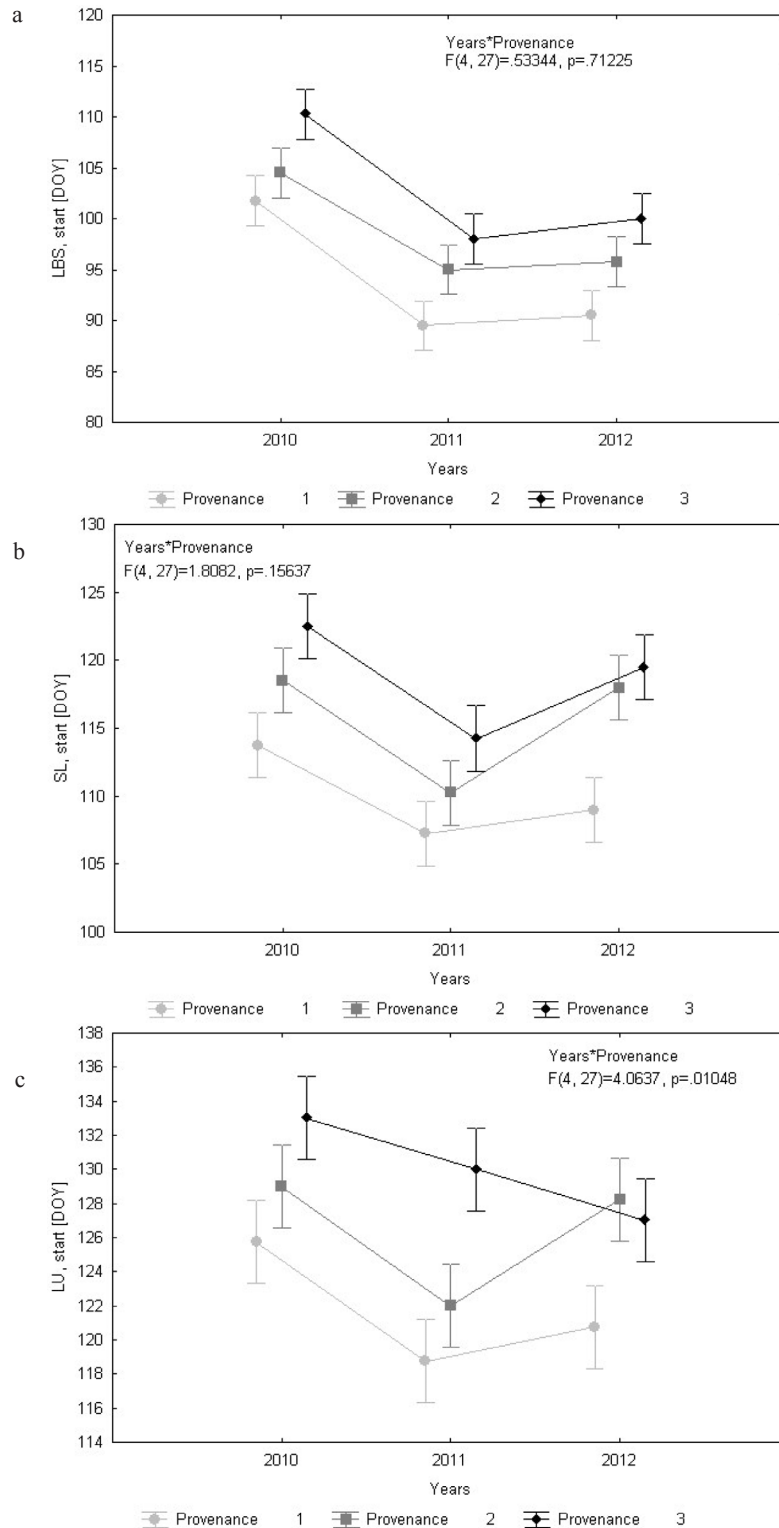 a
120
115
110
105
100
95
90
85
80
LBS, start [DOY]
Years*Provenance
F(4, 27)=.53344, p=.71225
2010 2011 2012
Years
Provenance 1 Provenance 2 Provenance 3
b
130
125
120
115
110
105
100
SL, start [DOY]
Years*Provenance
F(4, 27)=1.8082, p=.15637
2010 2011 2012
Years
Provenance 1 Provenance 2 Provenance 3
c
138
136
134
132
130
128
126
124
122
120
118
116
114
LU, start [DOY]
Years*Provenance
F(4, 27)=4.0637, p=.01048
2010 2011 2012
Years
Provenance 1 Provenance 2 Provenance 3